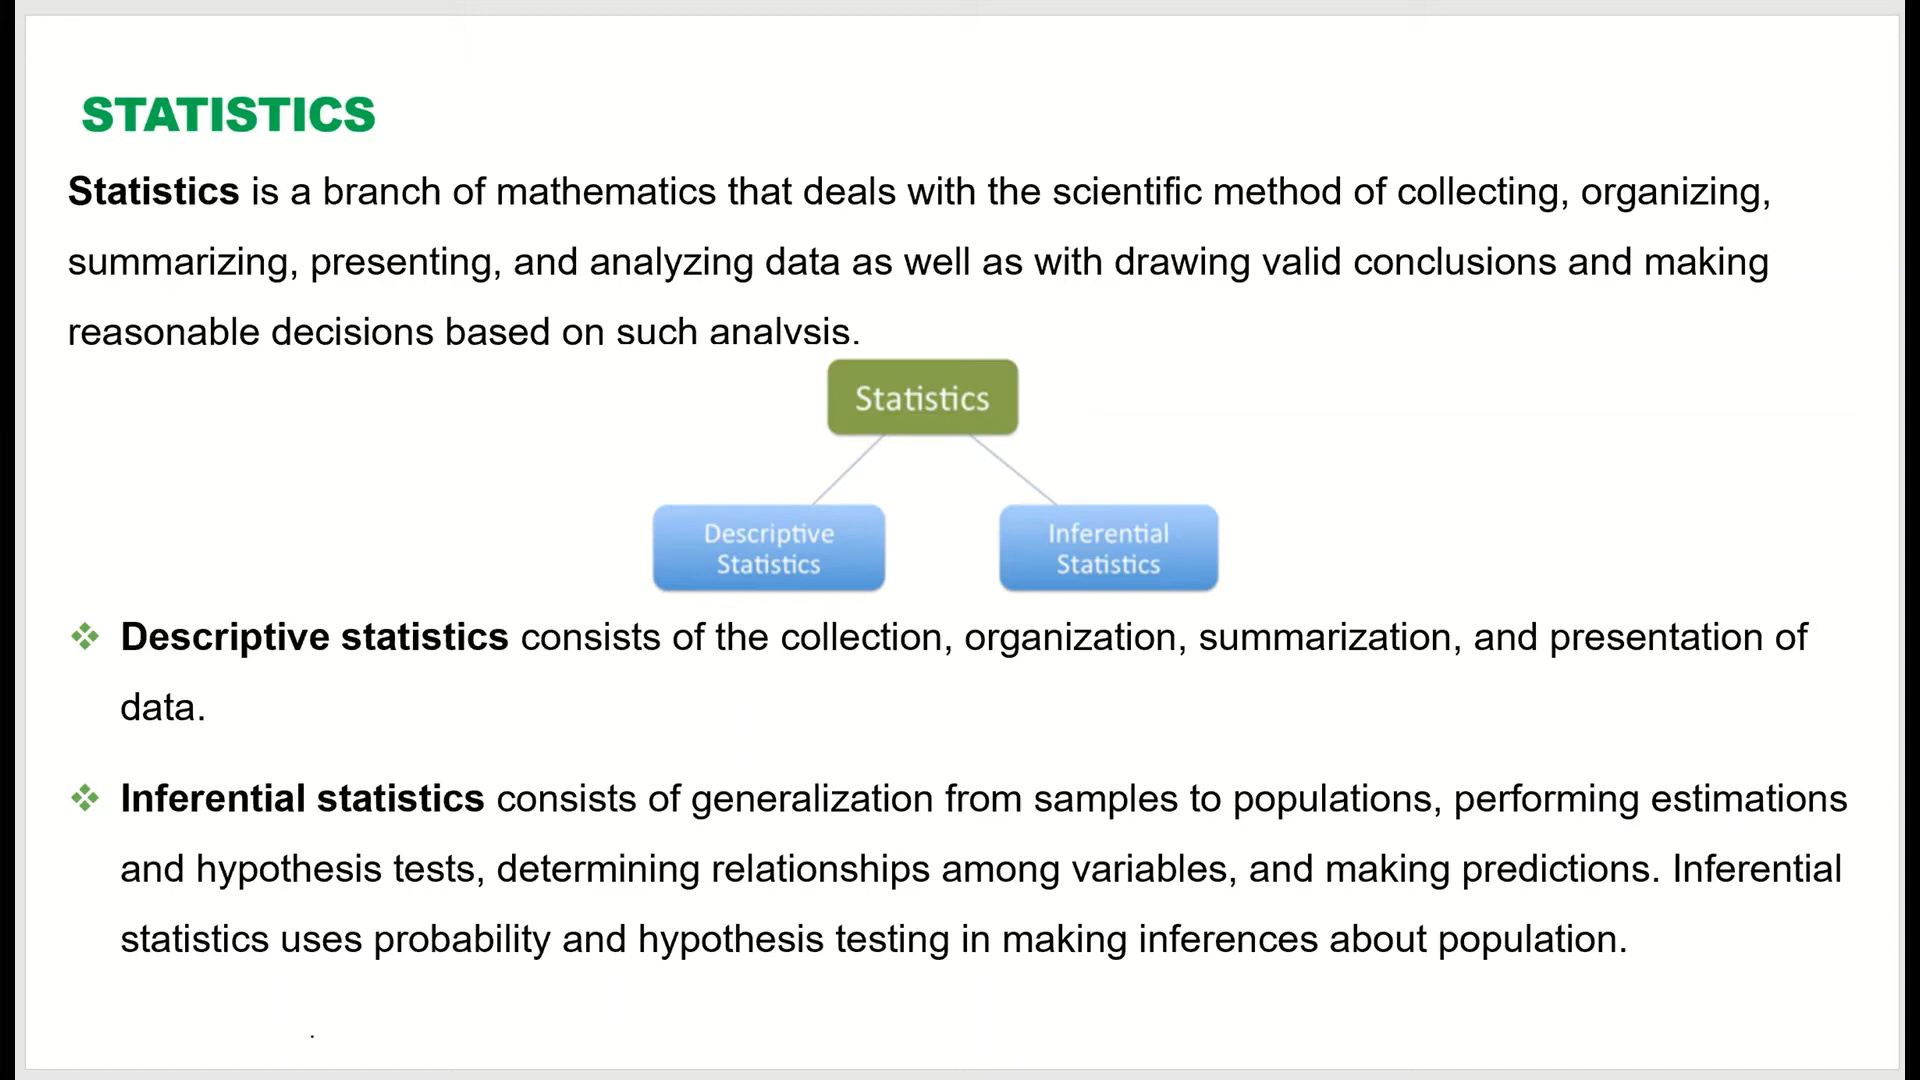 STATISTICS
Statistics is a branch of mathematics that deals with the scientific method of collecting, organizing,
summarizing, presenting, and analyzing data as well as with drawing valid conclusions and making
reasonable decisions based on such analysis.
Statistics
Descriptive
Statistics
Inferential
Statistics
❖ Descriptive statistics consists of the collection, organization, summarization, and presentation of
data.
❖ Inferential statistics consists of generalization from samples to populations, performing estimations
and hypothesis tests, determining relationships among variables, and making predictions. Inferential
statistics uses probability and hypothesis testing in making inferences about population.
.